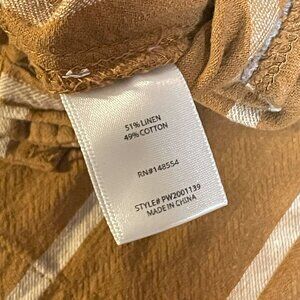 51% LINEN
49% COTTON
RN#148554
STYLE# PW2001139
MADE IN CHINA